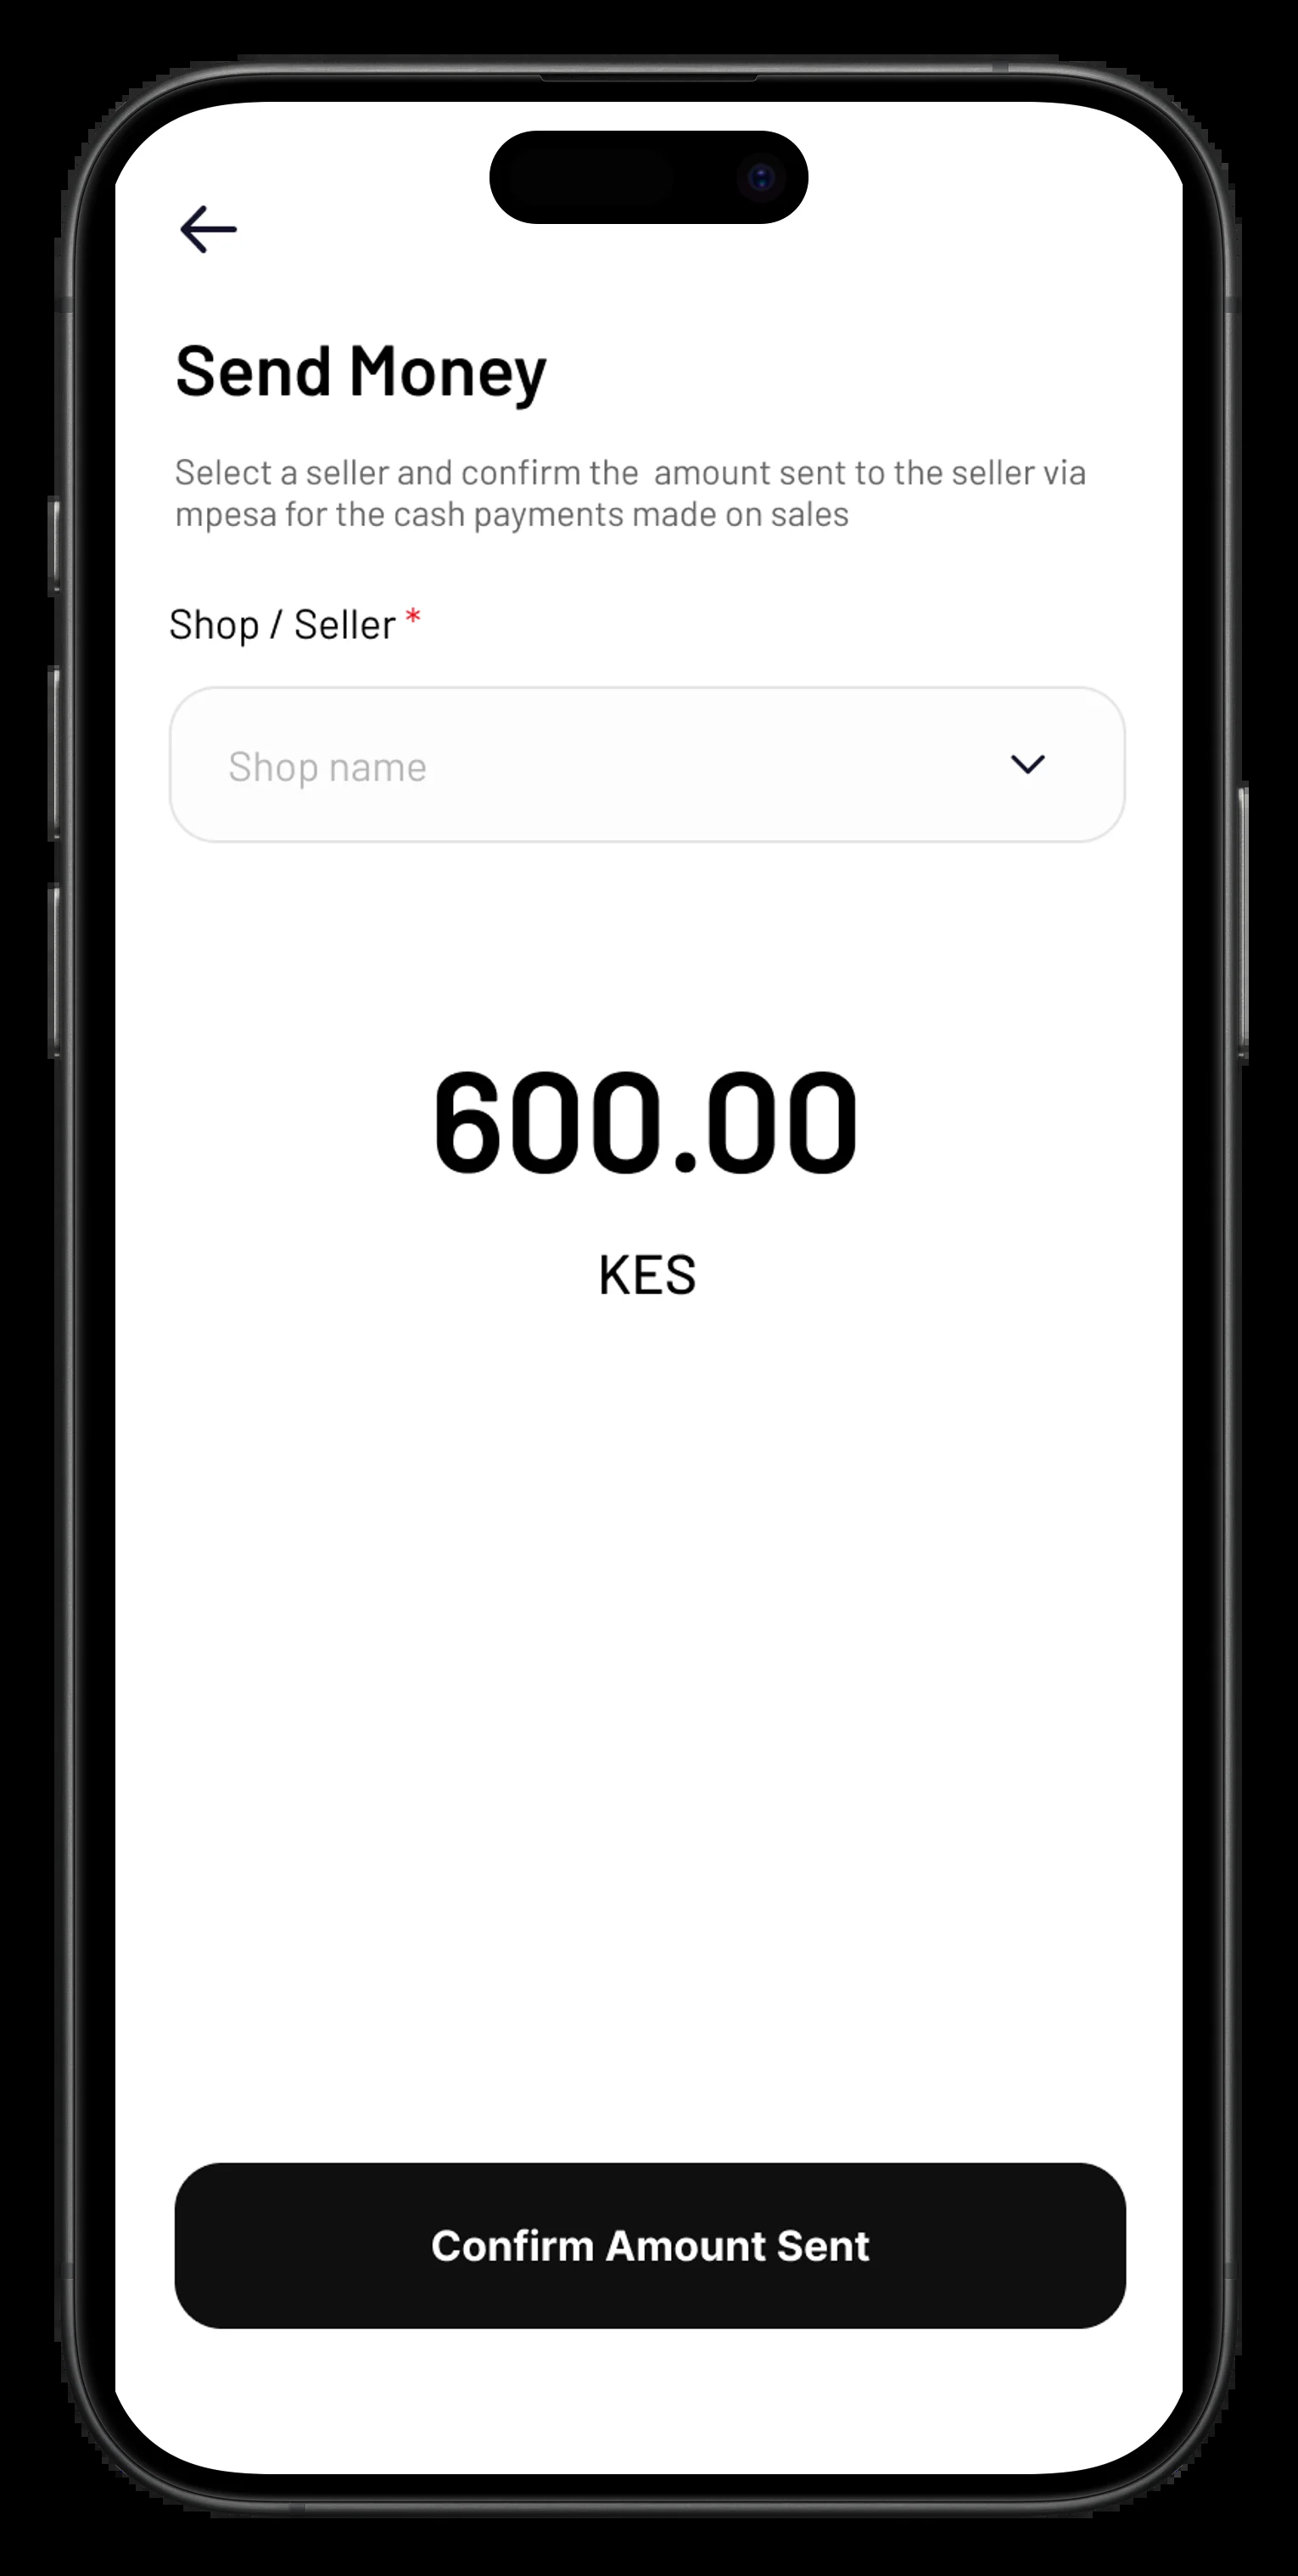 Send Money
Select a seller and confirm the  amount sent to the seller via
mpesa for the cash payments made on sales
Shop / Seller *
Shop name
600.00
KES
Confirm Amount Sent